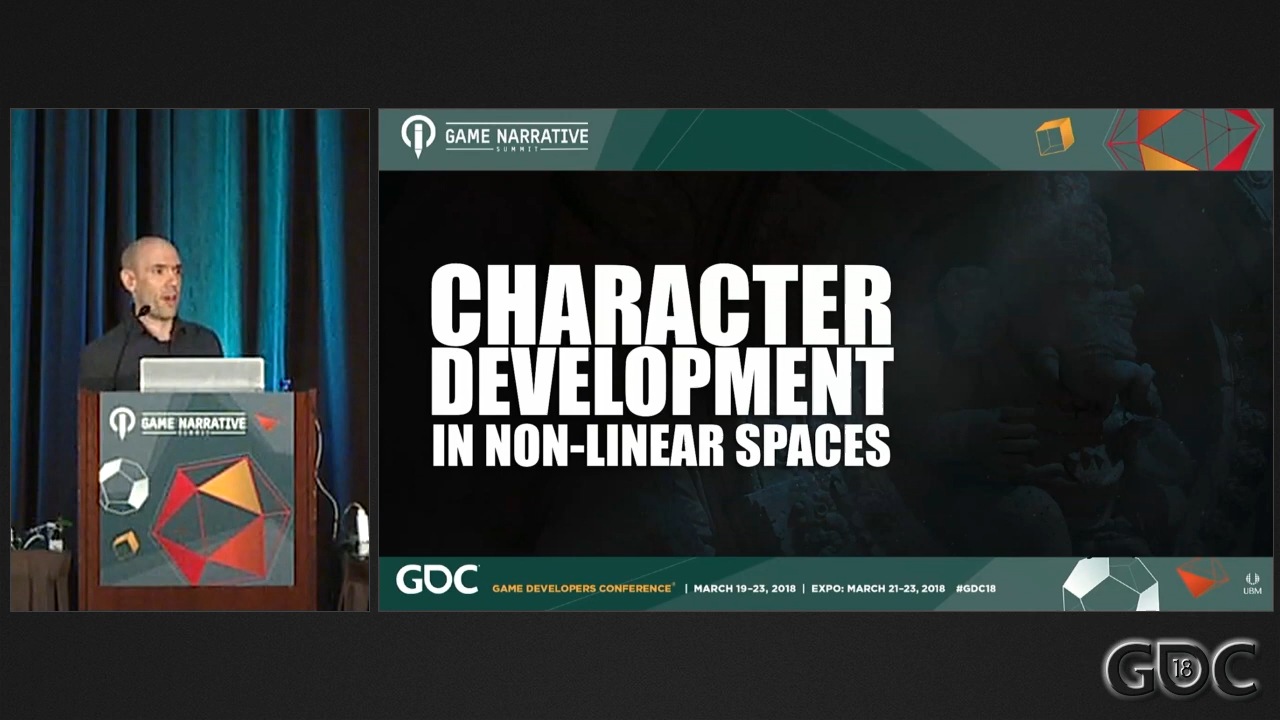 GAME NARRATIVE
SUMMIT
CHARACTER
DEVELOPMENT
IN NON-LINEAR SPACES
GAME NARRATIVE
SUMMIT
GDC
GAME DEVELOPERS CONFERENCE® | MARCH 19–23, 2018 | EXPO: MARCH 21–23, 2018 #GDC18
UBM
GDC
18